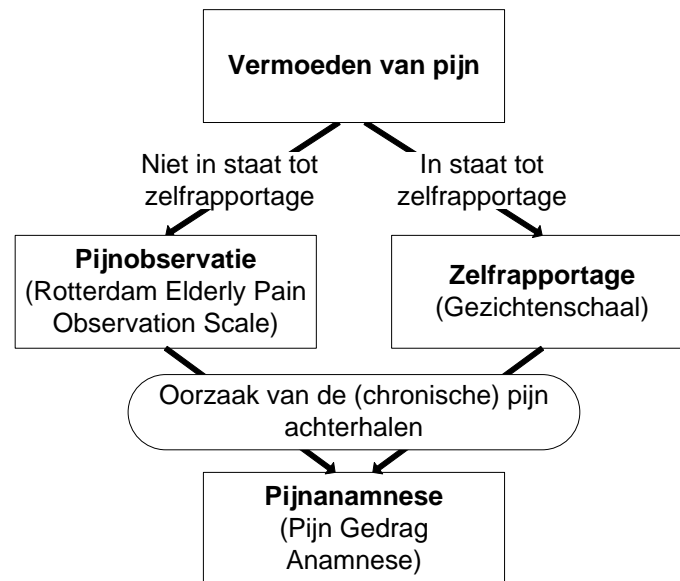 Vermoeden van pijn
Niet in staat tot
zelfrapportage
In staat tot
zelfrapportage
Pijnobservatie
(Rotterdam Elderly Pain
Observation Scale)
Zelfrapportage
(Gezichtenschaal)
Oorzaak van de (chronische) pijn
achterhalen
Pijnanamnese
(Pijn Gedrag
Anamnese)